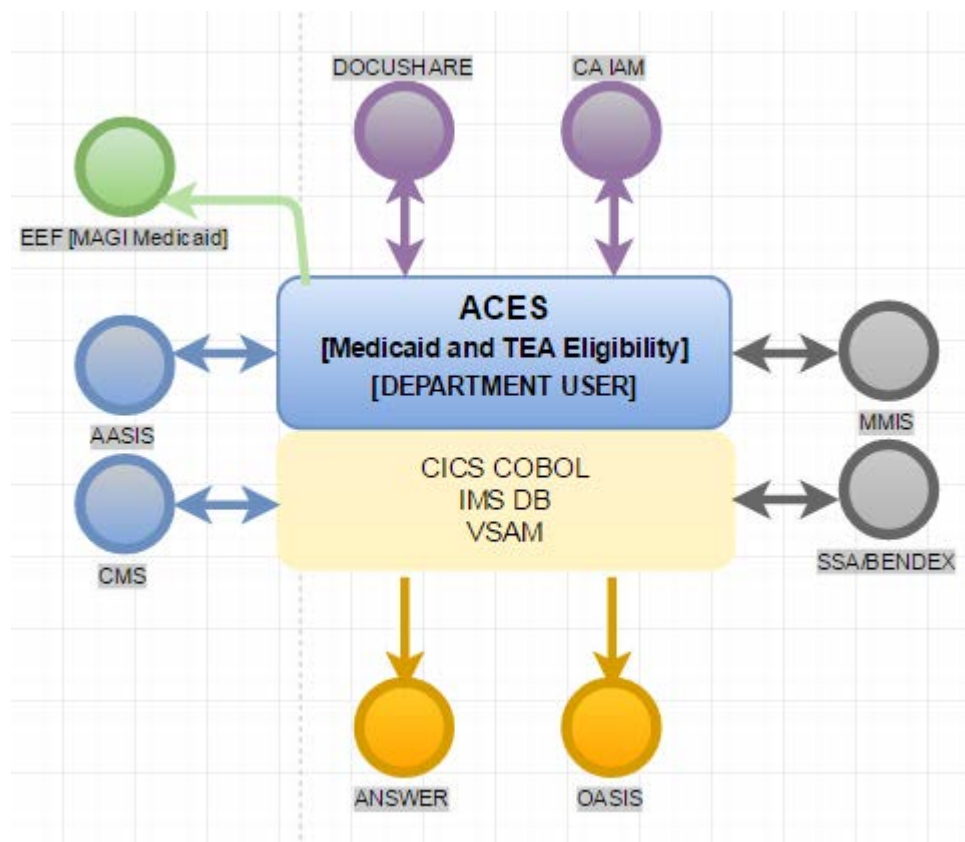 DOCUSHARE
CA IAM
EEF [MAGI Medicaid]
ACES
[Medicaid and TEA Eligibility]
[DEPARTMENT USER]
AASIS
MMIS
CICS COBOL
IMS DB
VSAM
CMS
SSA/BENDEX
ANSWER
OASIS